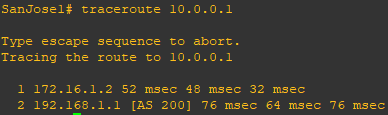 SanJose1# traceroute 10.0.0.1
Type escape sequence to abort.
Tracing the route to 10.0.0.1
1 172.16.1.2 52 msec 48 msec 32 msec
2 192.168.1.1 [AS 200] 76 msec 64 msec 76 msec